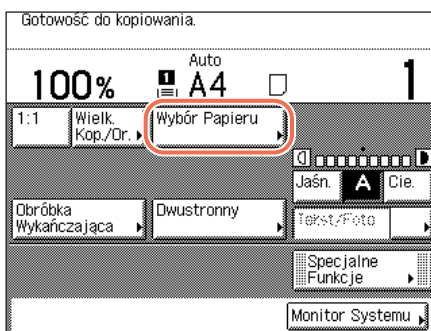 Gotowość do kopiowania.
Auto
100% 1 A4 1
1:1 Wielk. Kop./Or. Wybór Papieru
Jaśn. A Cie.
Obróbka Wykańczająca Dwustronny Tekst/Foto
Specjalne Funkcje
Monitor Systemu